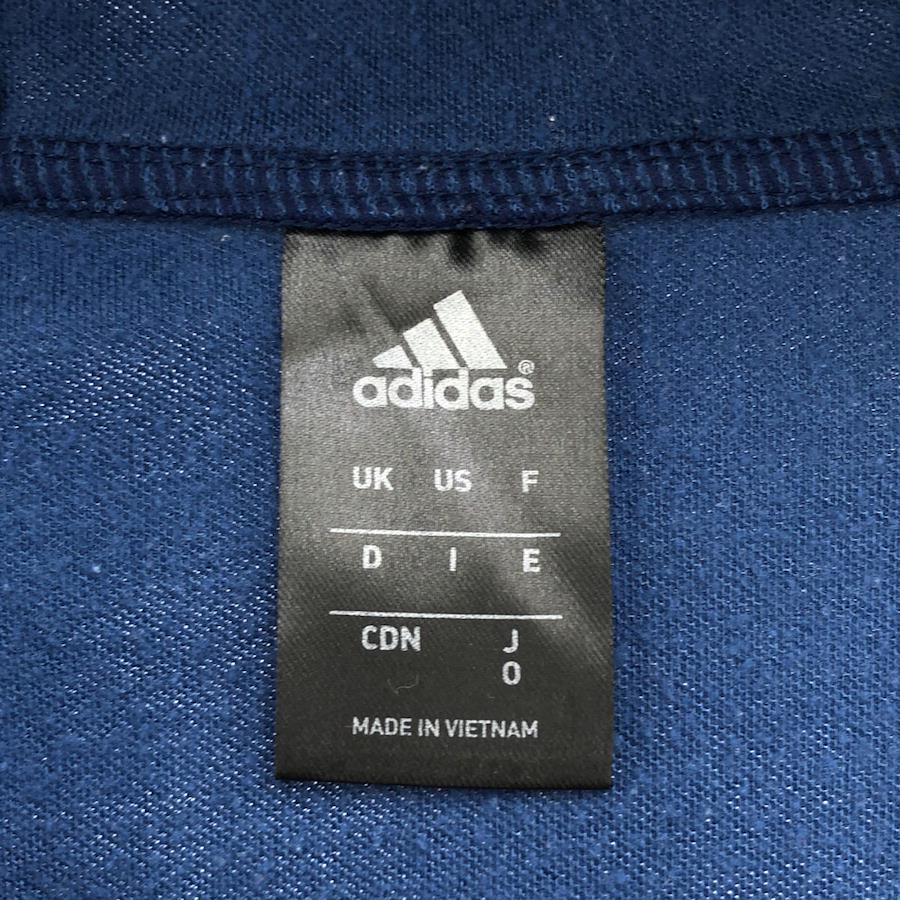 adidas®
UK US F
D I E
CDN J
O
MADE IN VIETNAM